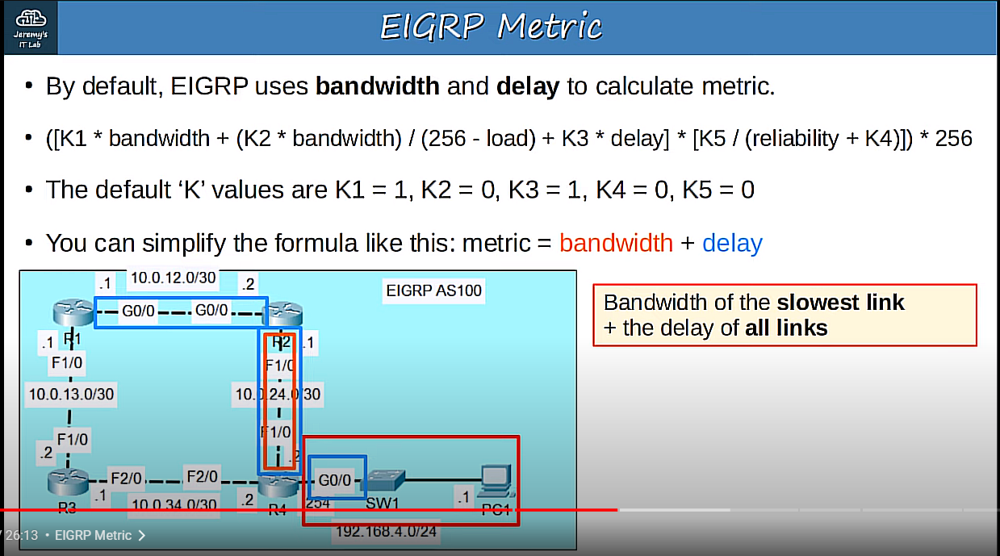 Jeremy's
IT Lab
EIGRP Metric
• By default, EIGRP uses bandwidth and delay to calculate metric.
• ([K1 * bandwidth + (K2 * bandwidth) / (256 - load) + K3 * delay] * [K5 / (reliability + K4)]) * 256
• The default ‘K’ values are K1 = 1, K2 = 0, K3 = 1, K4 = 0, K5 = 0
• You can simplify the formula like this: metric = bandwidth + delay
.1 10.0.12.0/30 .2
EIGRP AS100
G0/0 G0/0
R1 R2
.1 .1
F1/0 F1/0
10.0.13.0/30 10.0.24.0/30
F1/0 F1/0
.2 .2
F2/0 F2/0 G0/0
.1 10.0.34.0/30 .2 254 .1
R3 R4 SW1 PC1
192.168.4.0/24
Bandwidth of the slowest link
+ the delay of all links
/ 26:13 • EIGRP Metric >